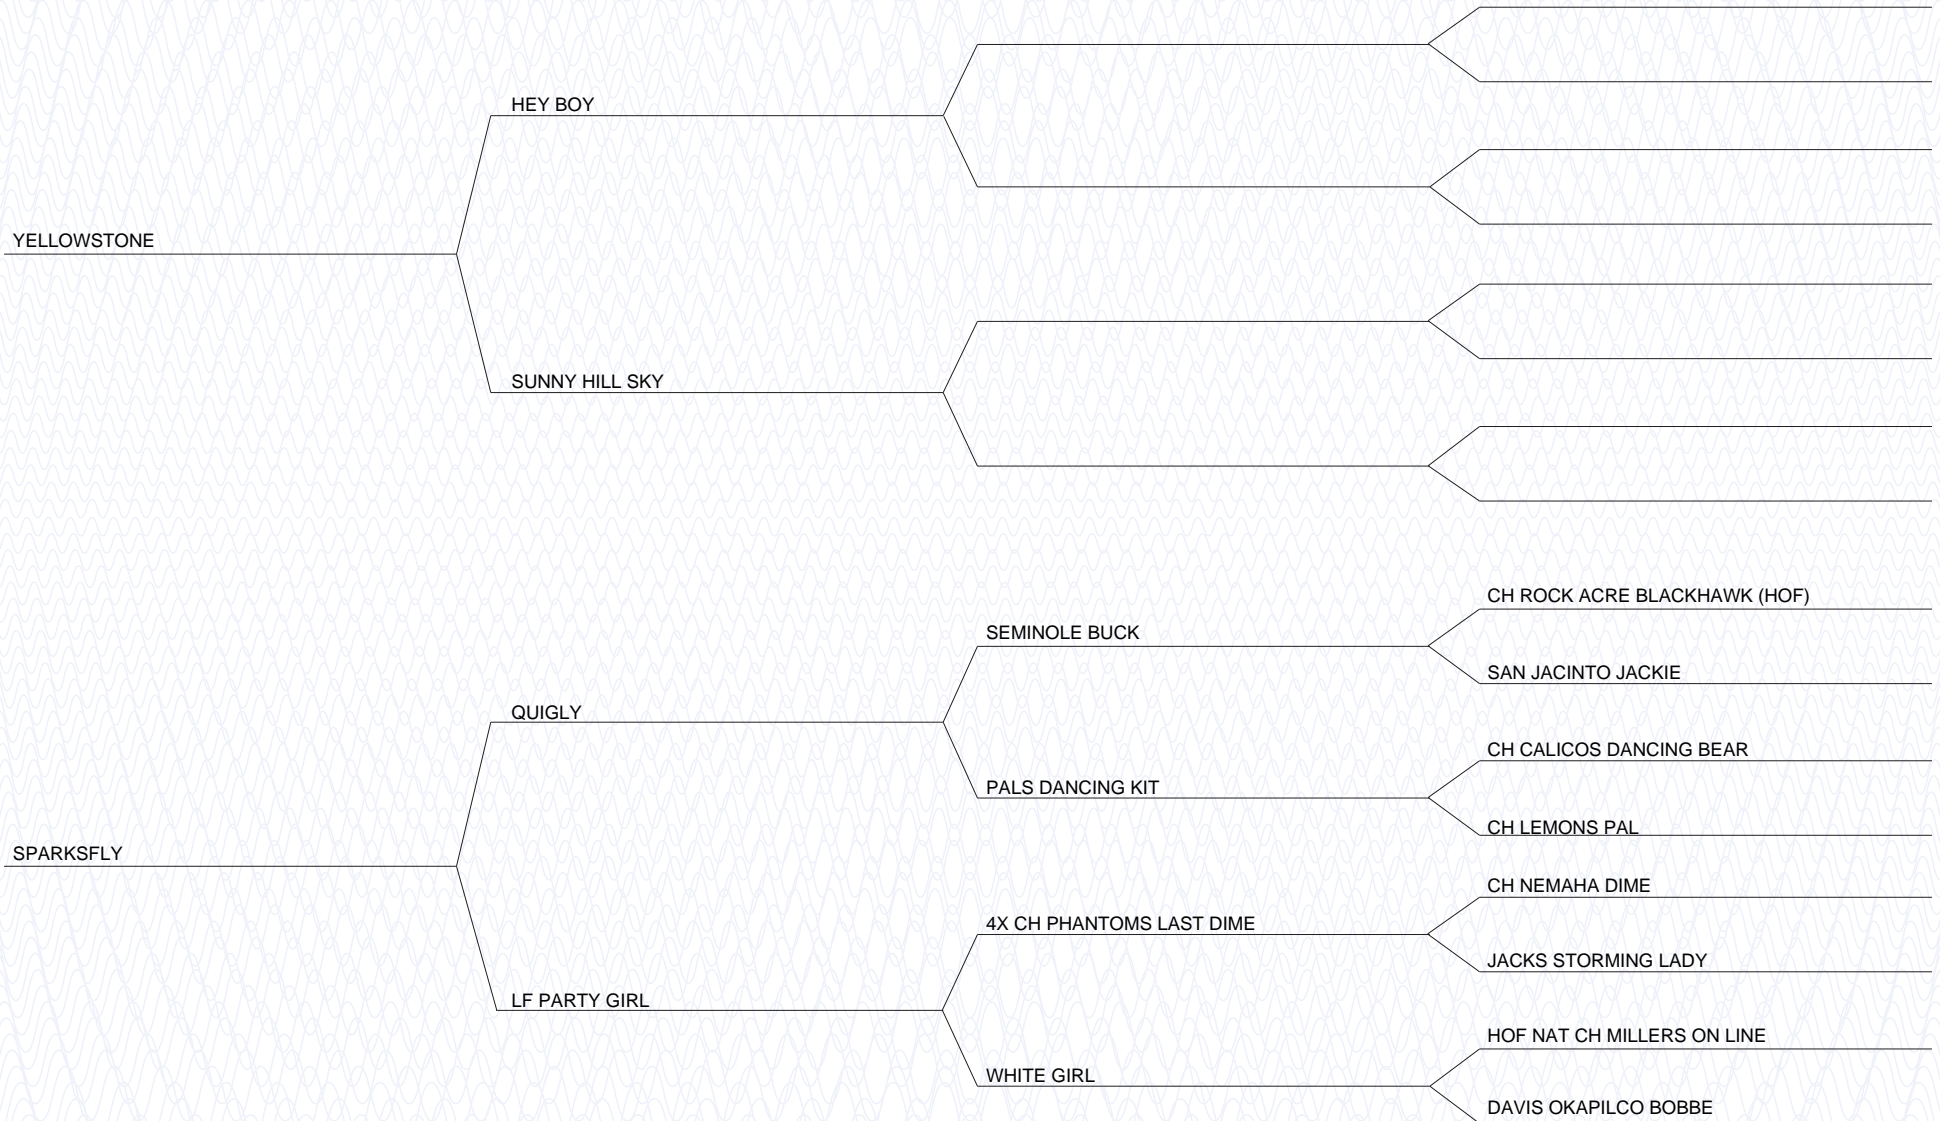 HEY BOY
YELLOWSTONE
SUNNY HILL SKY
CH ROCK ACRE BLACKHAWK (HOF)
SEMINOLE BUCK
SAN JACINTO JACKIE
QUIGLY
CH CALICOS DANCING BEAR
PALS DANCING KIT
CH LEMONS PAL
SPARKSFLY
CH NEMAHA DIME
4X CH PHANTOMS LAST DIME
JACKS STORMING LADY
LF PARTY GIRL
HOF NAT CH MILLERS ON LINE
WHITE GIRL
DAVIS OKAPILCO BOBBE